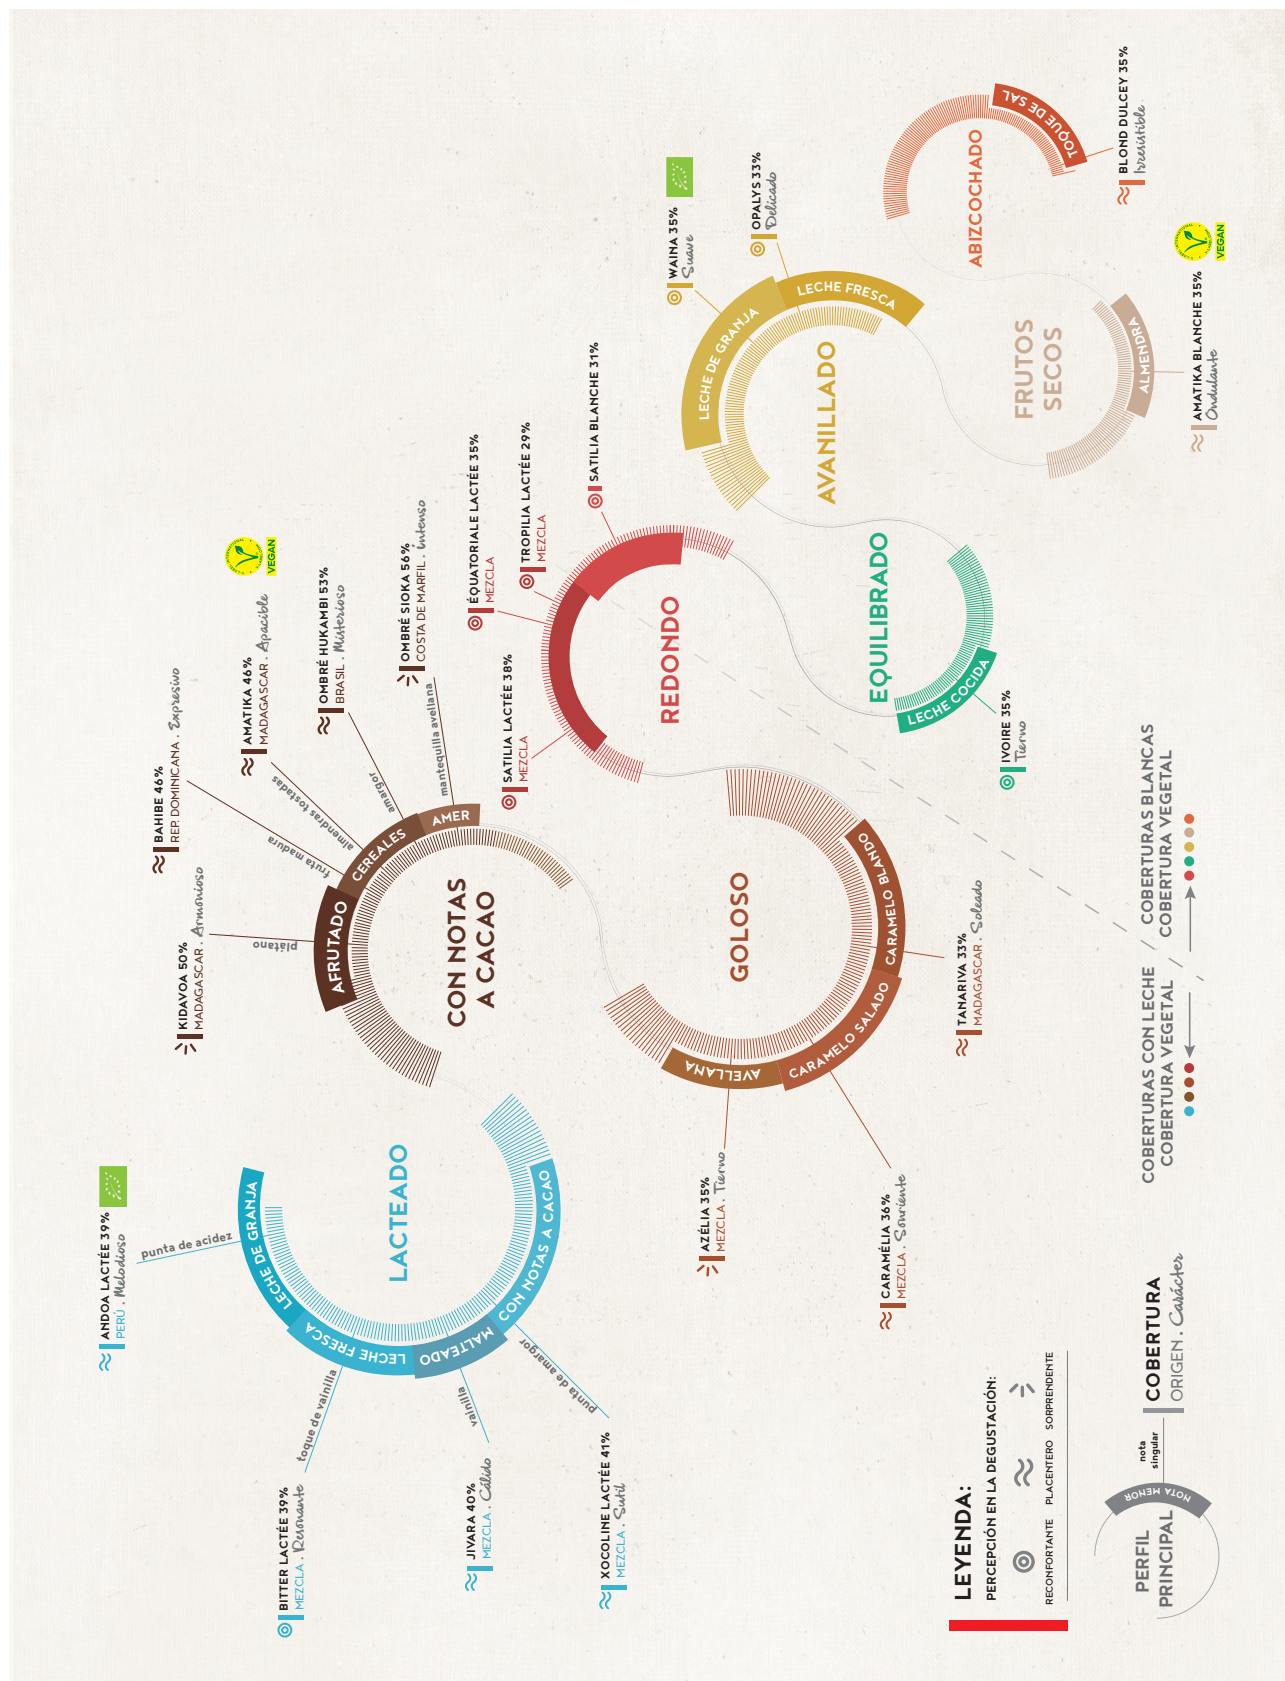 ANDOA LACTÉE 39%
PERÚ . Melodioso
punta de acidez
BITTER LACTÉE 39%
MEZCLA . Resonante
toque de vainilla
JIVARA 40%
MEZCLA . Cálido
vainilla
XOCOLINE LACTÉE 41%
MEZCLA . Sutil
punta de amargor
LECHE DE GRANJA
LECHE FRESCA
MALTEADO
CON NOTAS A CACAO
LACTEADO
KIDAVOA 50%
MADAGASCAR . Armonioso
plátano
BAHIBE 46%
REP. DOMINICANA . Expresivo
fruta madura
AMATIKA 46%
MADAGASCAR . Apacible
VEGAN
almendras tostadas
OMBRÉ HUKAMBI 53%
BRASIL . Misterioso
amargor
OMBRÉ SIOKA 56%
COSTA DE MARFIL . Intenso
mantequilla avellana
AFRUTADO
CEREALES
AMER
CON NOTAS
A CACAO
AZÉLIA 35%
MEZCLA . Tierno
CARAMÉLIA 36%
MEZCLA . Sonriente
TANARIVA 33%
MADAGASCAR . Soleado
AVELLANA
CARAMELO SALADO
CARAMELO BLANDO
GOLOSO
SATILIA LACTÉE 38%
MEZCLA
ÉQUATORIALE LACTÉE 35%
MEZCLA
TROPILIA LACTÉE 29%
MEZCLA
SATILIA BLANCHE 31%
REDONDO
IVOIRE 35%
Tierno
LECHE COCIDA
EQUILIBRADO
WAINA 35%
Suave
OPALYS 33%
Delicado
LECHE DE GRANJA
LECHE FRESCA
AVANILLADO
AMATIKA BLANCHE 35%
Ondulante
VEGAN
ALMENDRA
FRUTOS
SECOS
BLOND DULCEY 35%
Irresistible
TOQUE DE SAL
ABIZCOCHADO
LEYENDA:
PERCEPCIÓN EN LA DEGUSTACIÓN:
RECONFORTANTE
PLACENTERO
SORPRENDENTE
PERFIL
PRINCIPAL
NOTA MENOR
nota
singular
COBERTURA
ORIGEN . Carácter
COBERTURAS CON LECHE
COBERTURA VEGETAL
COBERTURAS BLANCAS
COBERTURA VEGETAL